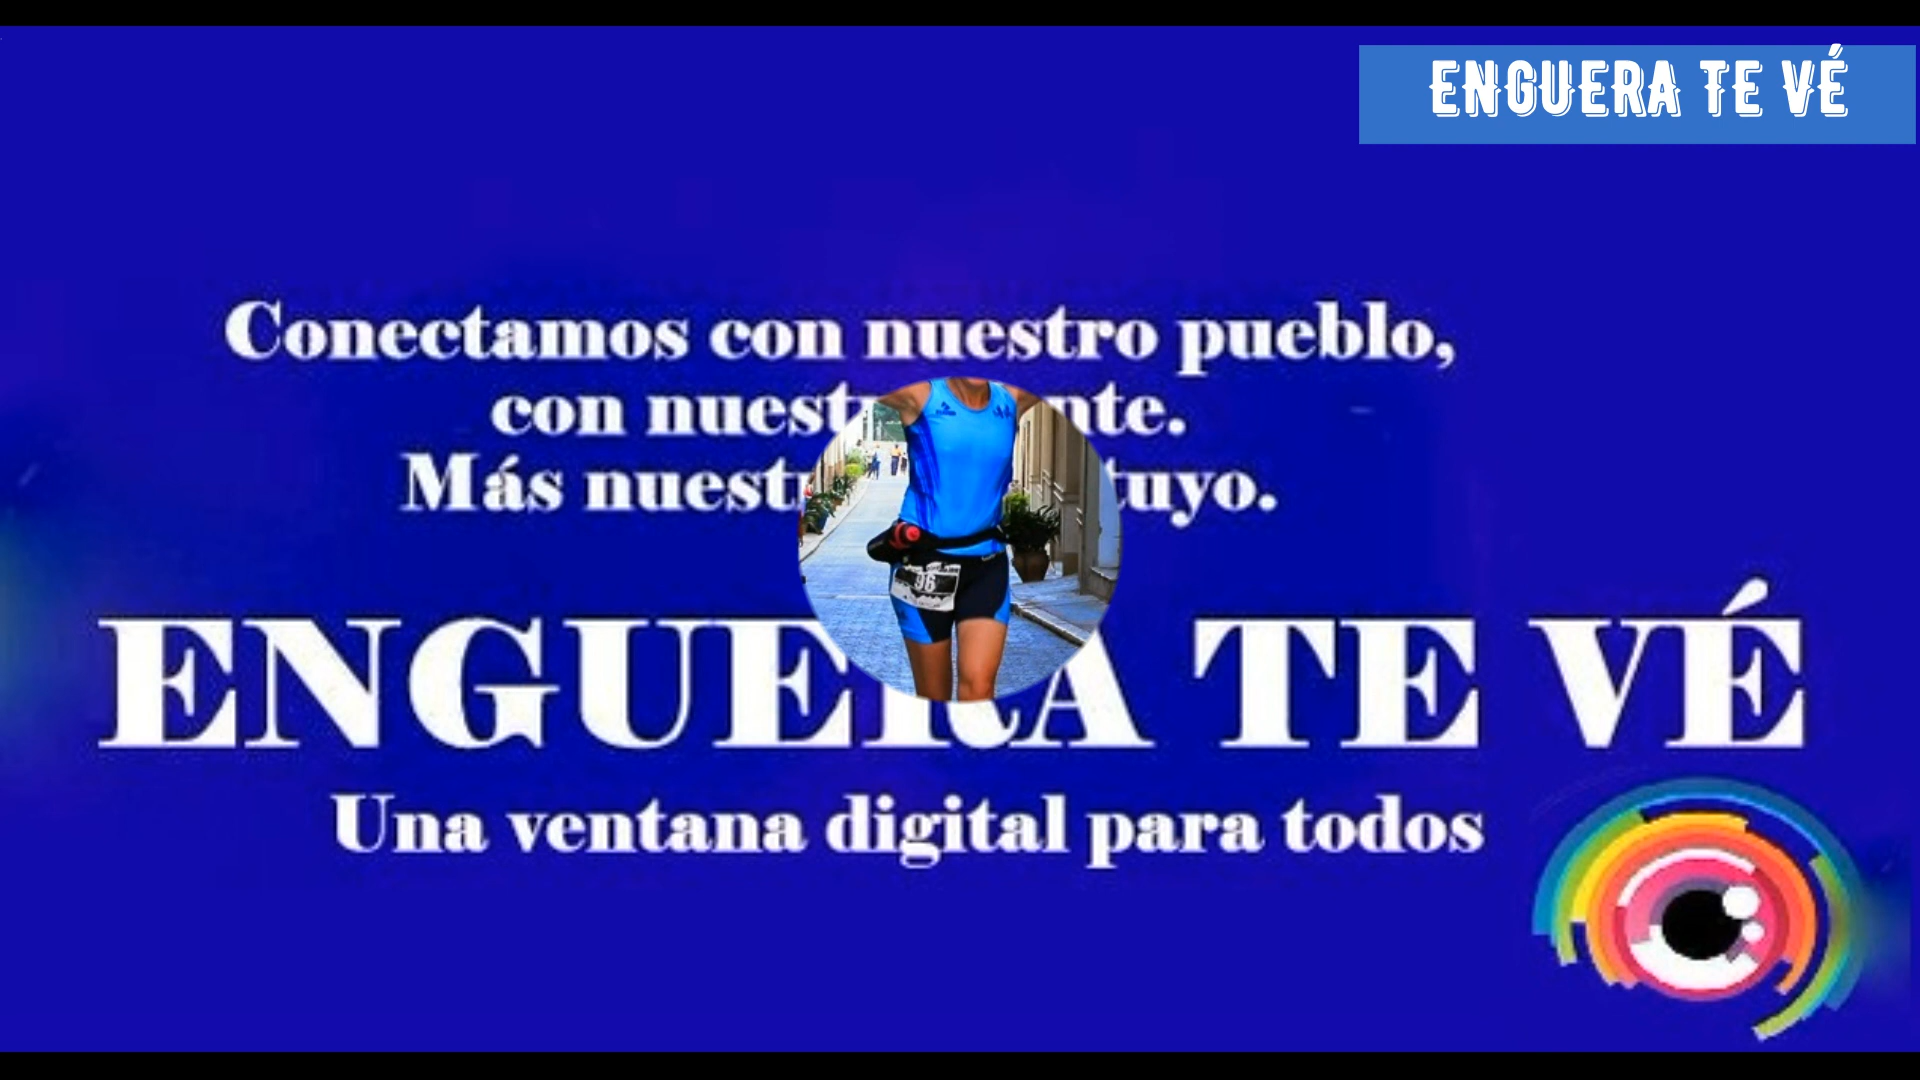 ENGUERA TE VÉ
Conectamos con nuestro pueblo,
con nuest nte.
Más nuest tuyo.
ENGUERA TE VÉ
Una ventana digital para todos
96